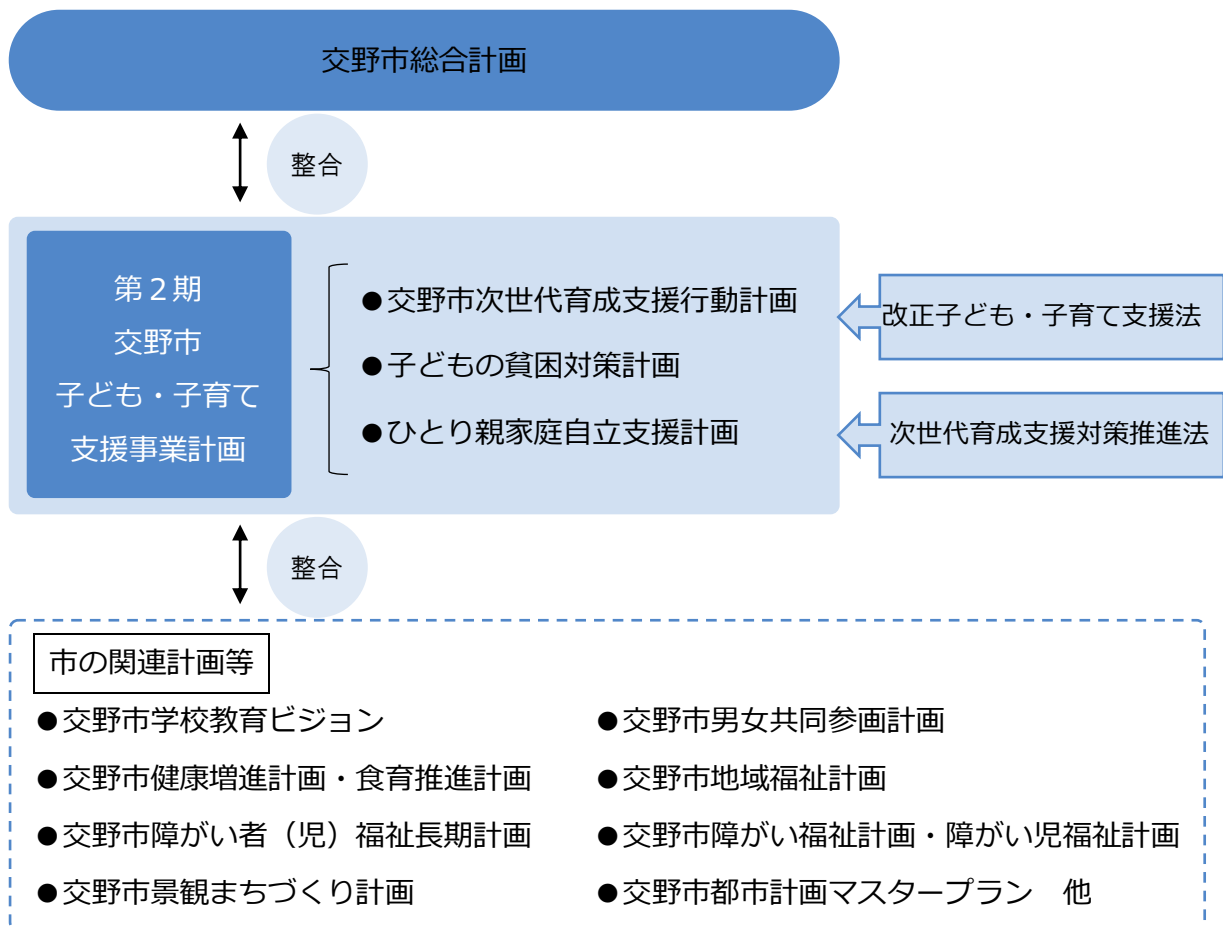 交野市総合計画
整合
第２期
交野市
子ども・子育て
支援事業計画
●交野市次世代育成支援行動計画
●子どもの貧困対策計画
●ひとり親家庭自立支援計画
改正子ども・子育て支援法
次世代育成支援対策推進法
整合
市の関連計画等
●交野市学校教育ビジョン
●交野市男女共同参画計画
●交野市健康増進計画・食育推進計画
●交野市地域福祉計画
●交野市障がい者（児）福祉長期計画
●交野市障がい福祉計画・障がい児福祉計画
●交野市景観まちづくり計画
●交野市都市計画マスタープラン　他